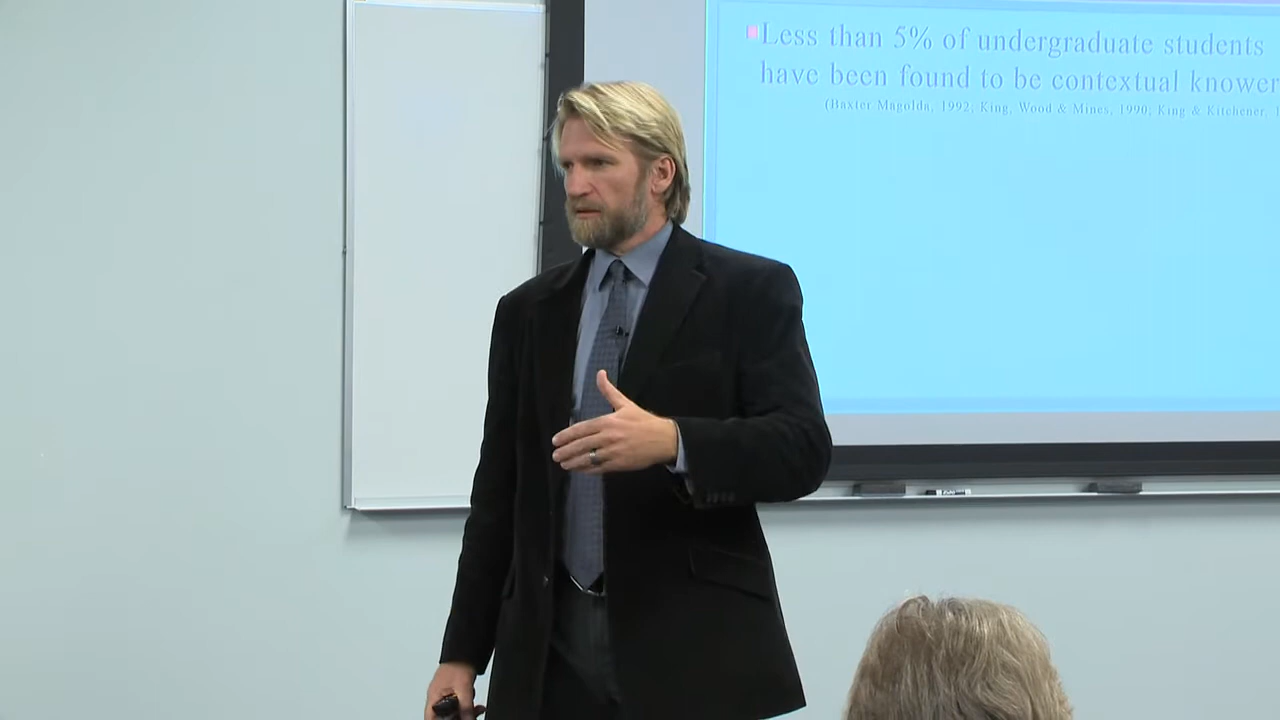 Less than 5% of undergraduate students
have been found to be contextual knower
(Baxter Magolda, 1992; King, Wood & Mines, 1990; King & Kitchener, 1